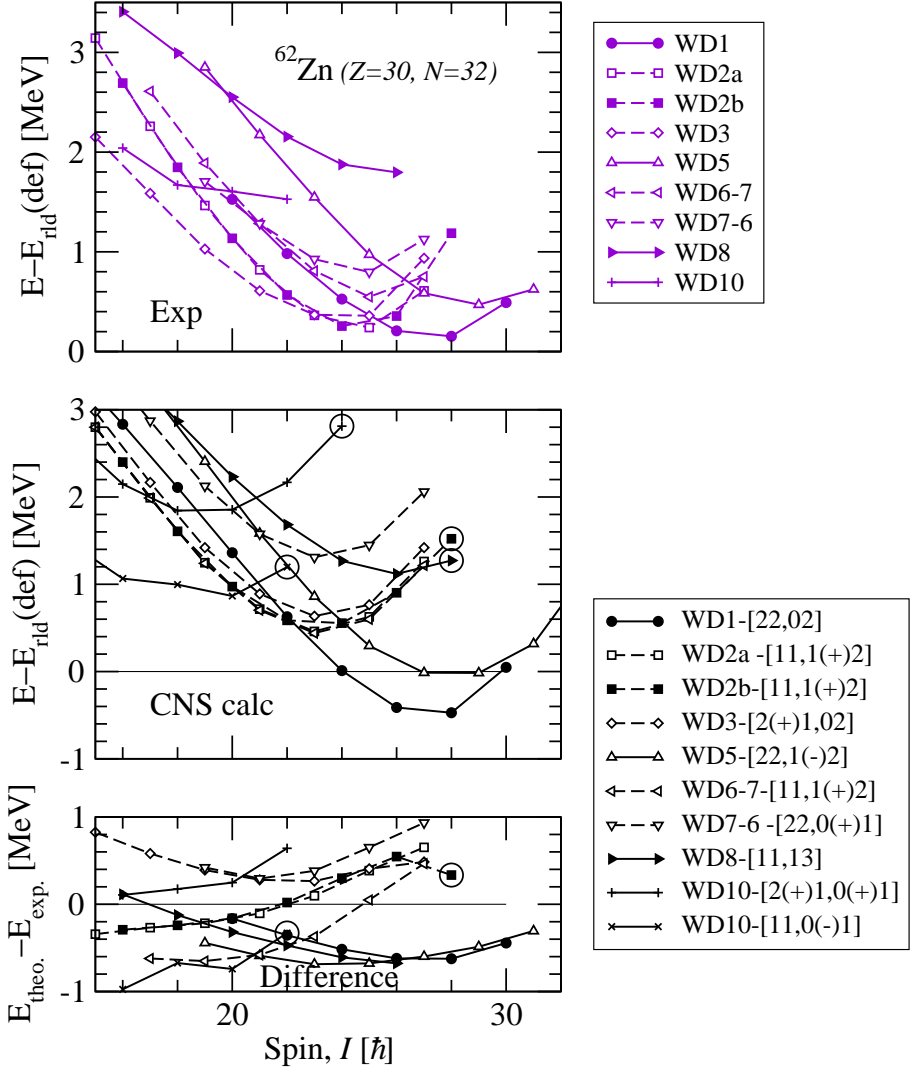 3
2
1
0
E−E_rld(def) [MeV]
⁶²Zn (Z=30, N=32)
Exp
WD1
WD2a
WD2b
WD3
WD5
WD6-7
WD7-6
WD8
WD10
3
2
1
0
-1
E−E_rld(def) [MeV]
CNS calc
WD1-[22,02]
WD2a -[11,1(+)2]
WD2b-[11,1(+)2]
WD3-[2(+)1,02]
WD5-[22,1(-)2]
WD6-7-[11,1(+)2]
WD7-6 -[22,0(+)1]
WD8-[11,13]
WD10-[2(+)1,0(+)1]
WD10-[11,0(-)1]
1
0
-1
E_theo.−E_exp. [MeV]
Difference
20
30
Spin, I [ħ]